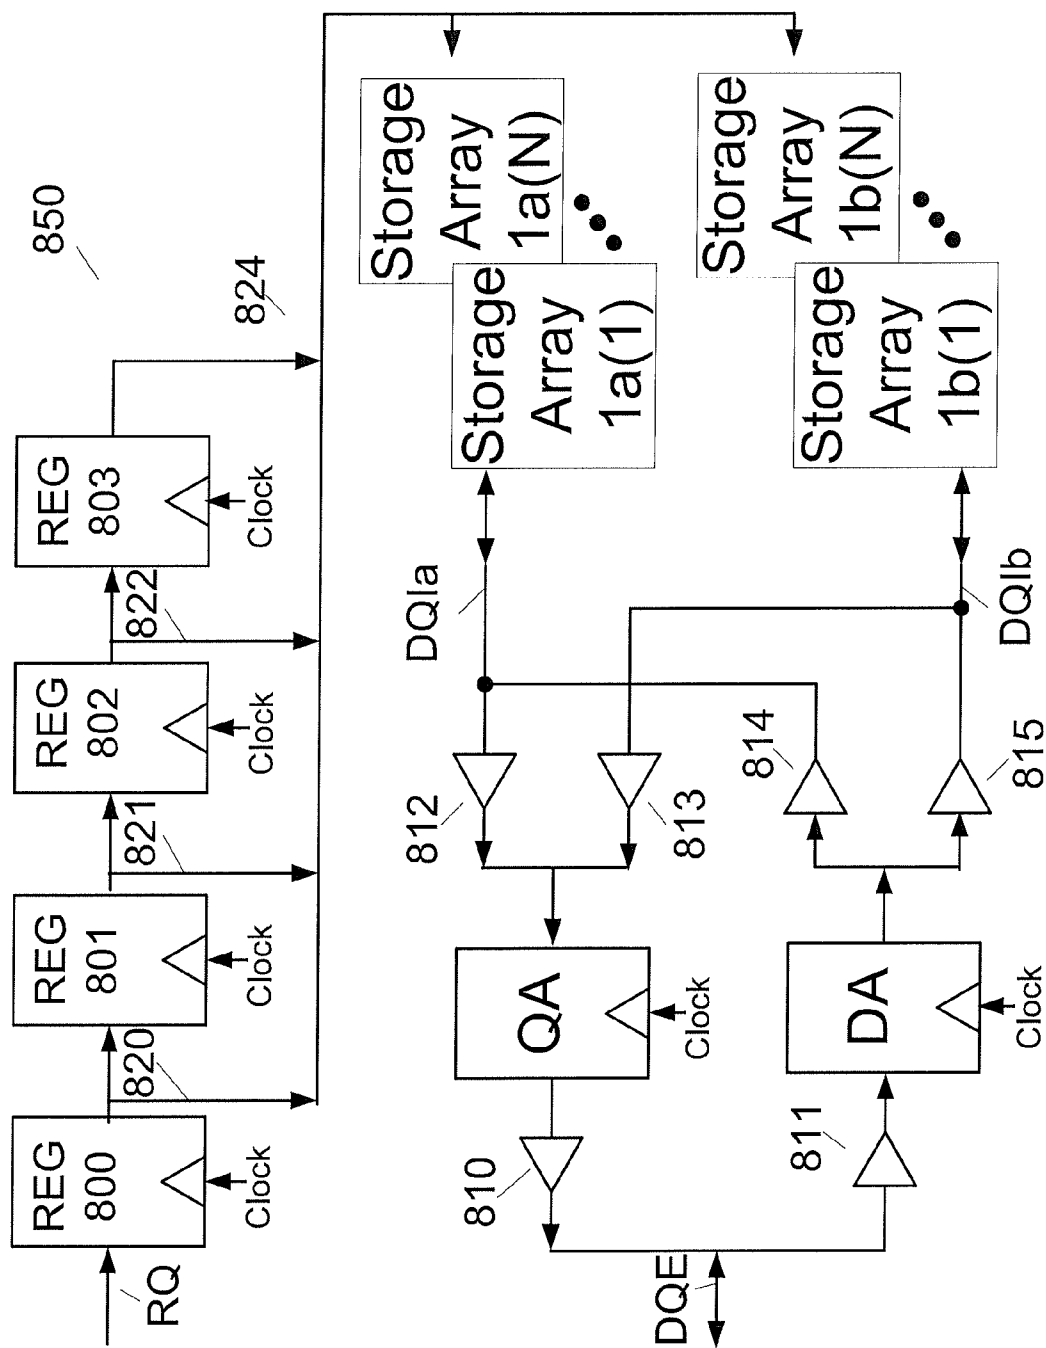 850
RQ
REG
800
Clock
820
REG
801
Clock
821
REG
802
Clock
822
REG
803
Clock
824
DQE
810
QA
Clock
812
813
DQIa
Storage
Array
1a(1)
Storage
Array
1a(N)
811
DA
Clock
814
815
DQIb
Storage
Array
1b(1)
Storage
Array
1b(N)